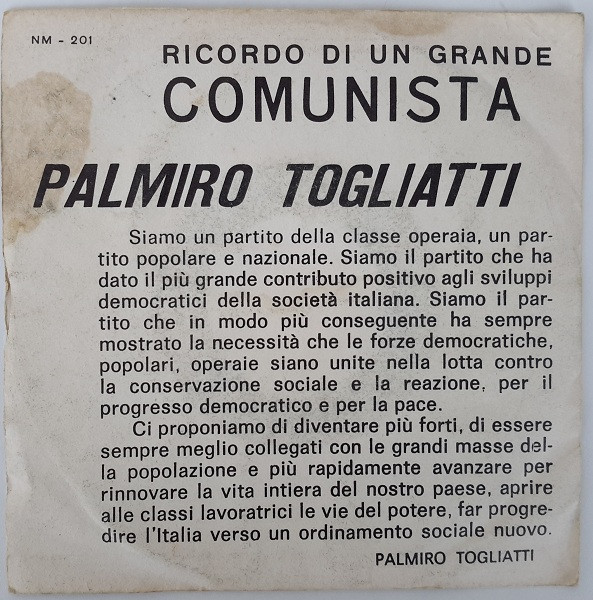 NM - 201
RICORDO DI UN GRANDE
COMUNISTA
PALMIRO TOGLIATTI
Siamo un partito della classe operaia, un par-
tito popolare e nazionale. Siamo il partito che ha
dato il più grande contributo positivo agli sviluppi
democratici della società italiana. Siamo il par-
tito che in modo più conseguente ha sempre
mostrato la necessità che le forze democratiche,
popolari, operaie siano unite nella lotta contro
la conservazione sociale e la reazione, per il
progresso democratico e per la pace.
Ci proponiamo di diventare più forti, di essere
sempre meglio collegati con le grandi masse del-
la popolazione e più rapidamente avanzare per
rinnovare la vita intiera del nostro paese, aprire
alle classi lavoratrici le vie del potere, far progre-
dire l'Italia verso un ordinamento sociale nuovo.
PALMIRO TOGLIATTI